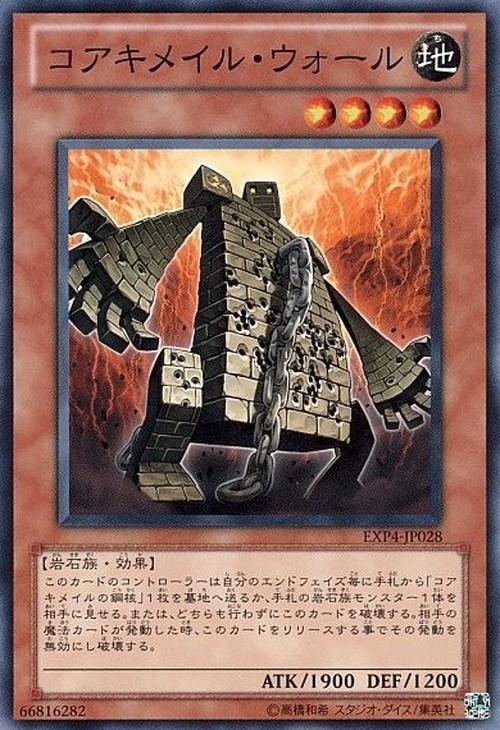 コアキメイル・ウォール
地
EXP4-JP028
【岩石族・効果】
このカードのコントローラーは自分のエンドフェイズ毎に手札から「コア
キメイルの鋼核」1枚を墓地へ送るか、手札の岩石族モンスター1体を
相手に見せる。または、どちらも行わずにこのカードを破壊する。相手の
魔法カードが発動した時、このカードをリリースする事でその発動を
無効にし破壊する。
ATK/1900 DEF/1200
66816282
©高橋和希 スタジオ・ダイス/集英社